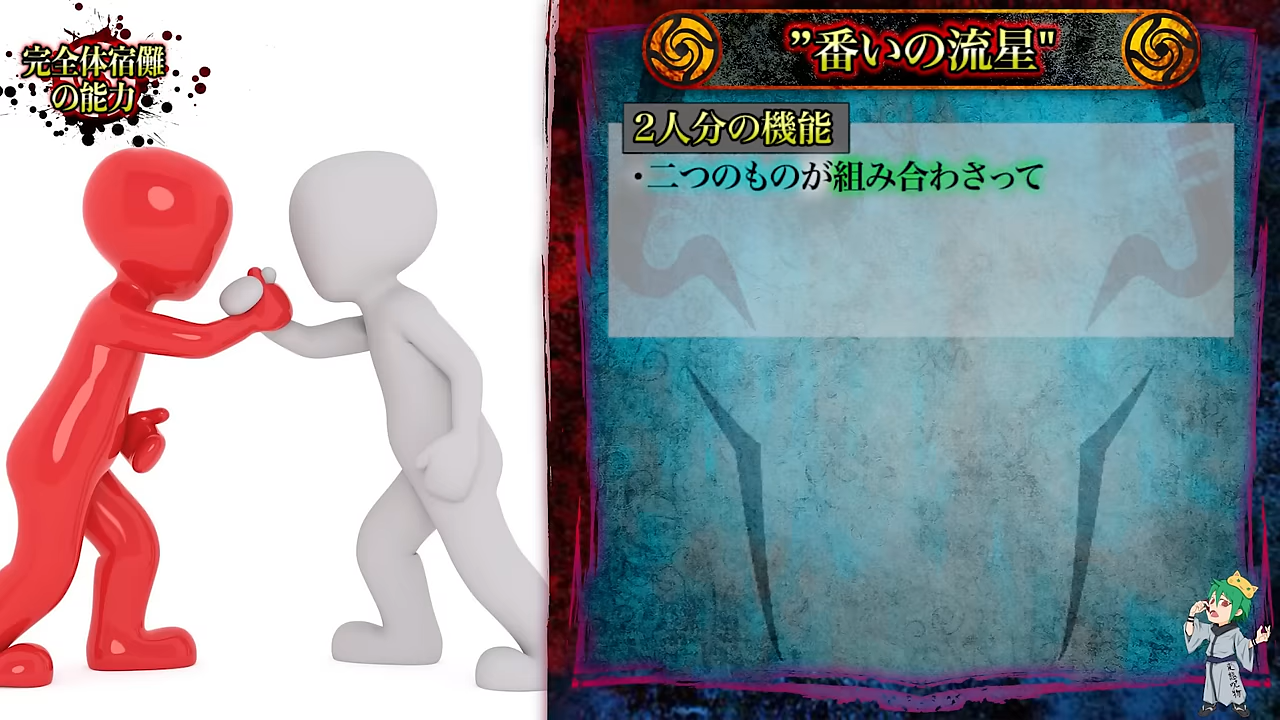 完全体宿儺
の能力
”番いの流星"
2人分の機能
・二つのものが組み合わさって